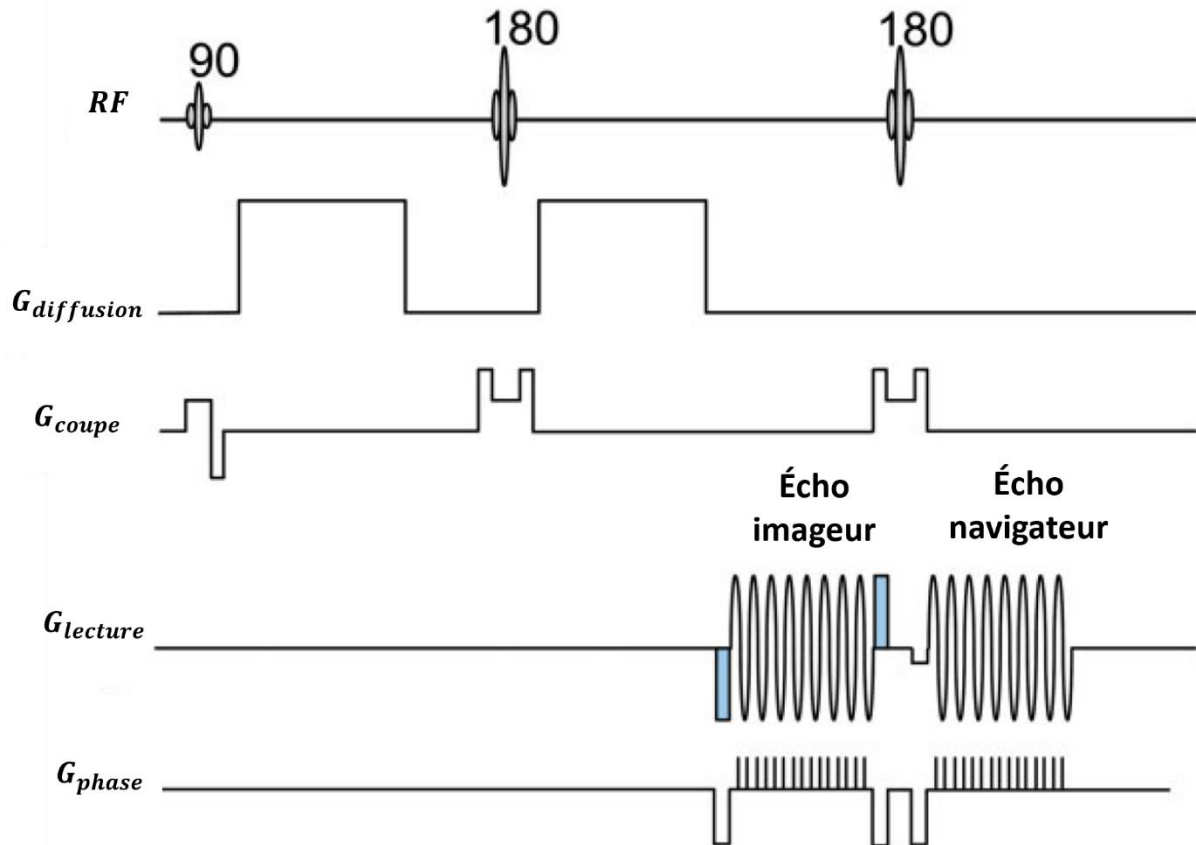 90
180
180
RF
G_diffusion
G_coupe
Écho
imageur
Écho
navigateur
G_lecture
G_phase